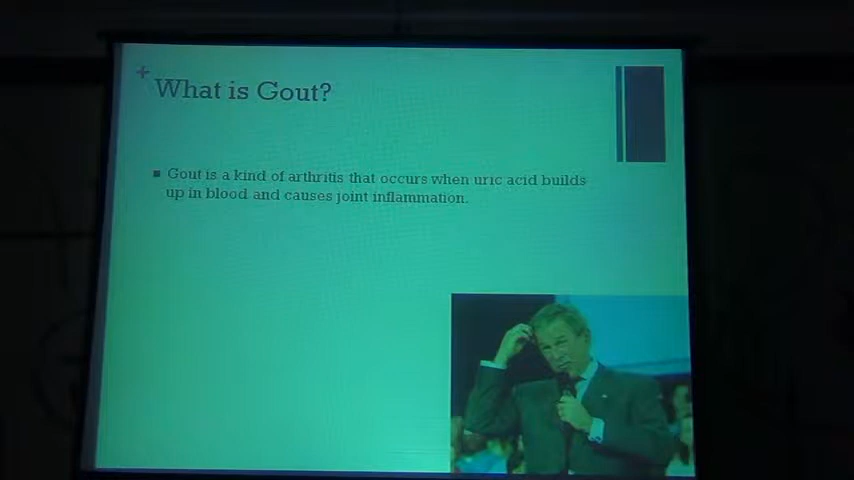 +
What is Gout?
■ Gout is a kind of arthritis that occurs when uric acid builds
up in blood and causes joint inflammation.